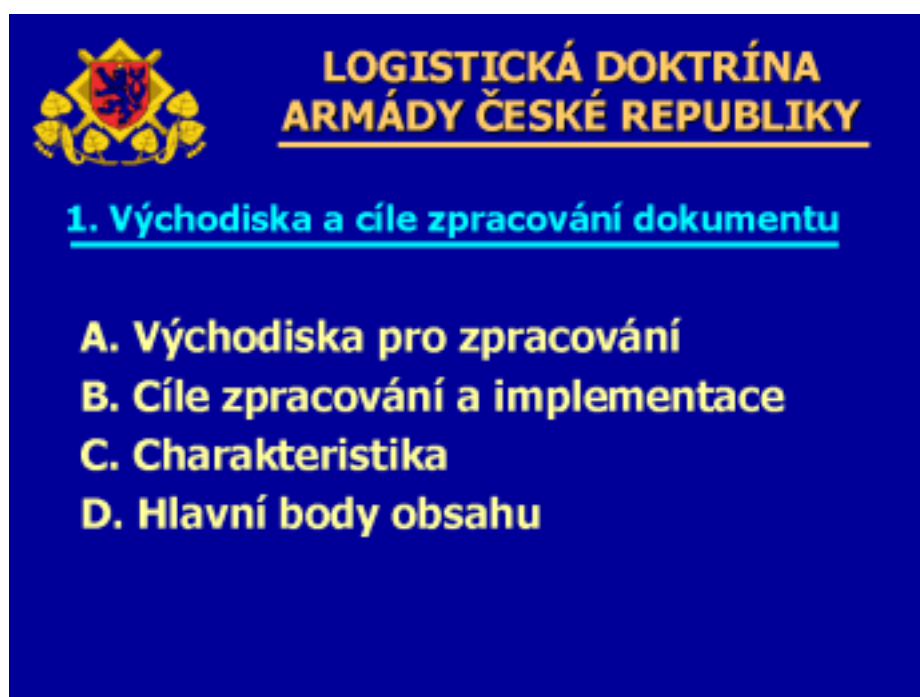 LOGISTICKÁ DOKTRÍNA
ARMÁDY ČESKÉ REPUBLIKY
1. Východiska a cíle zpracování dokumentu
A. Východiska pro zpracování
B. Cíle zpracování a implementace
C. Charakteristika
D. Hlavní body obsahu